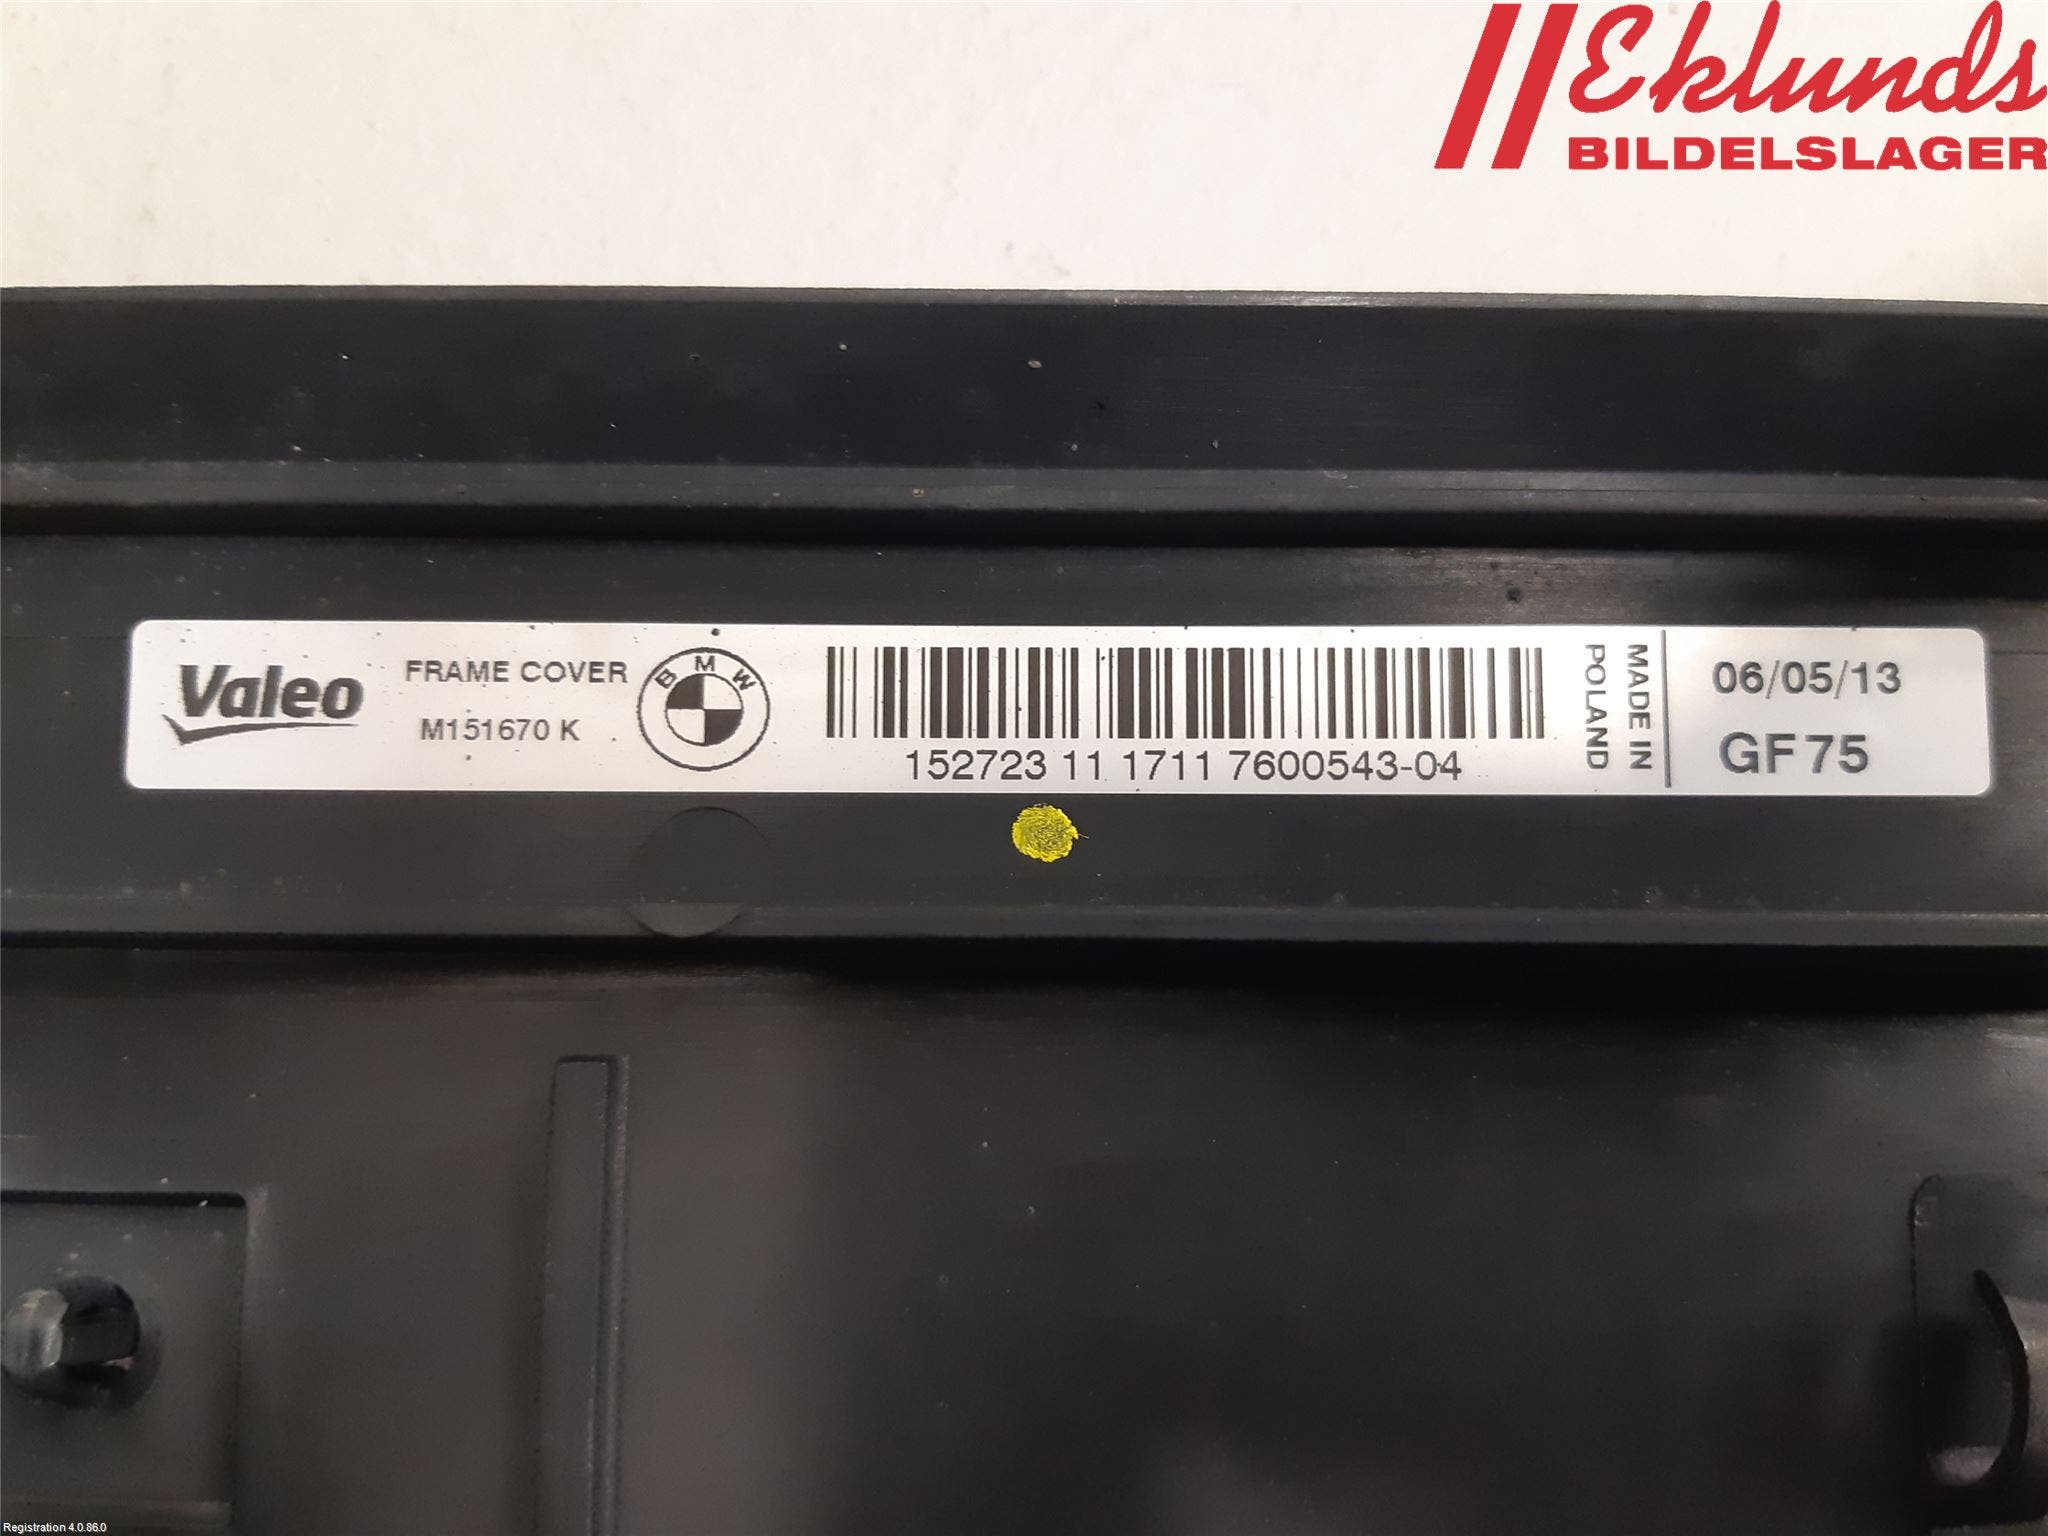 Eklunds
BILDELSLAGER
Valeo
FRAME COVER
M151670 K
BMW
152723 11 1711 7600543-04
MADE IN
POLAND
06/05/13
GF75
Registration 4.0.86.0